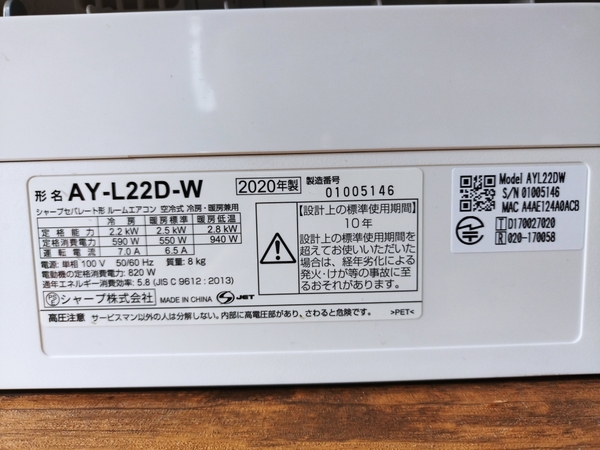 形名 AY-L22D-W 2020年製 製造番号 01005146
シャープセパレート形 ルームエアコン 空冷式 冷房・暖房兼用
冷 房 暖房標準 暖房低温
定格能力 2.2kW 2.5kW 2.8kW
定格消費電力 590 W 550 W 940 W
運転電流 7.0 A 6.5 A
電源:単相 100 V 50/60 Hz 質量:8 kg
電動機の定格消費電力:820 W
通年エネルギー消費効率:5.8 (JIS C 9612:2013)
シャープ株式会社 MADE IN CHINA S JET
【設計上の標準使用期間】
10 年
設計上の標準使用期間を
超えてお使いいただいた
場合は、経年劣化による
発火・けが等の事故に至
るおそれがあります。
高圧注意 サービスマン以外の人は分解しない。内部に高電圧部があり、さわると危険です。 >PET<
Model AYL22DW
S/N 01005146
MAC A4AE124A0ACB
T D170027020
R 020-170058